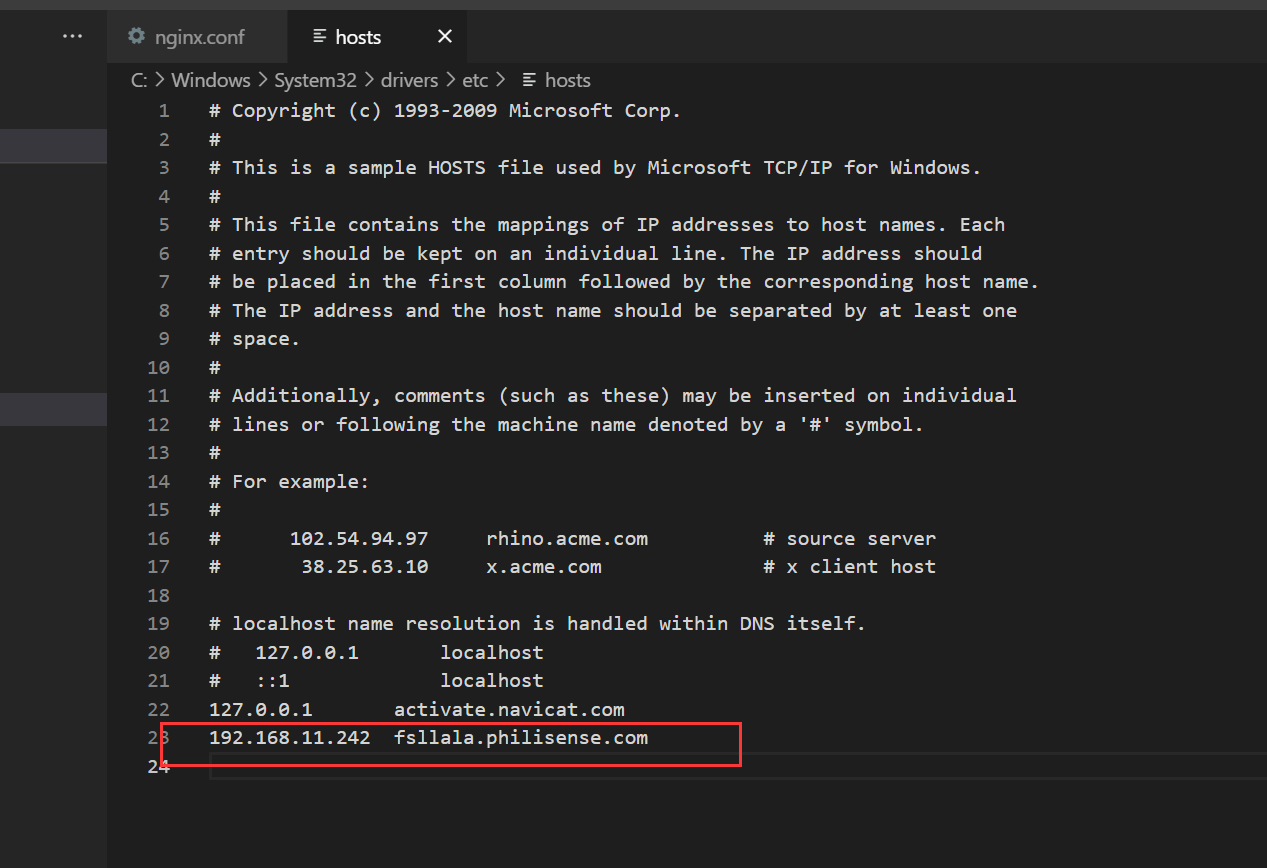 nginx.conf hosts
C: > Windows > System32 > drivers > etc > hosts
1 # Copyright (c) 1993-2009 Microsoft Corp.
2 #
3 # This is a sample HOSTS file used by Microsoft TCP/IP for Windows.
4 #
5 # This file contains the mappings of IP addresses to host names. Each
6 # entry should be kept on an individual line. The IP address should
7 # be placed in the first column followed by the corresponding host name.
8 # The IP address and the host name should be separated by at least one
9 # space.
10 #
11 # Additionally, comments (such as these) may be inserted on individual
12 # lines or following the machine name denoted by a '#' symbol.
13 #
14 # For example:
15 #
16 #      102.54.94.97     rhino.acme.com          # source server
17 #       38.25.63.10     x.acme.com              # x client host
18
19 # localhost name resolution is handled within DNS itself.
20 #   127.0.0.1       localhost
21 #   ::1             localhost
22 127.0.0.1       activate.navicat.com
23 192.168.11.242  fsllala.philisense.com
24